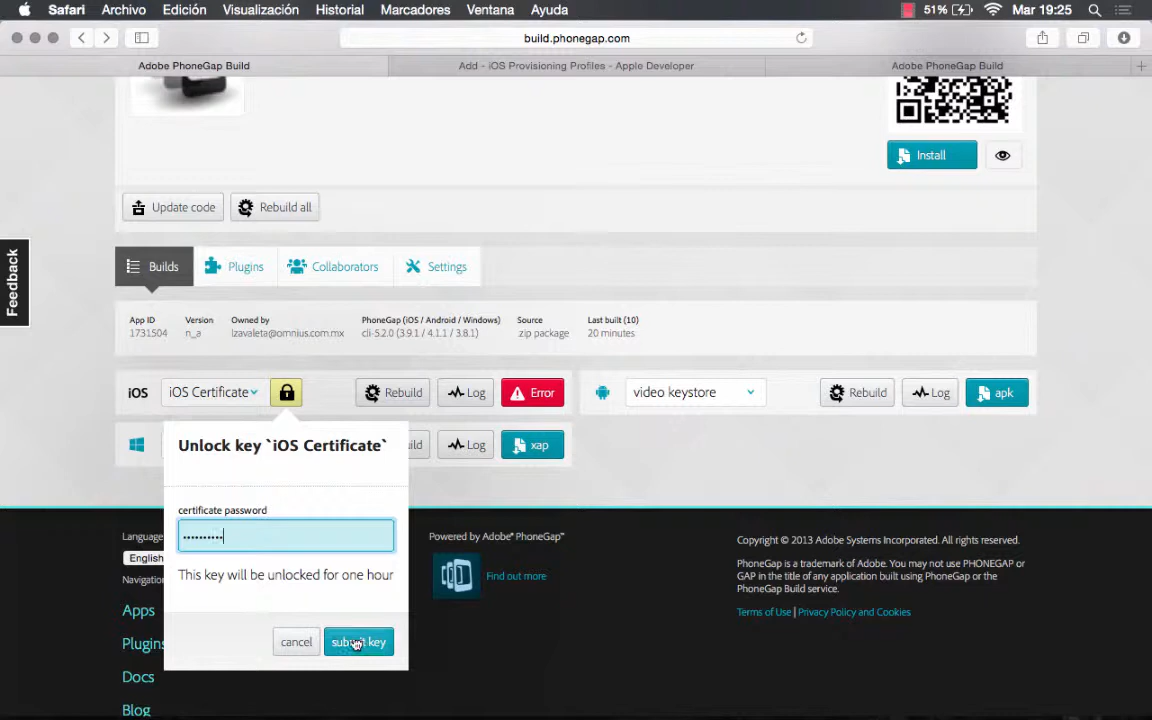 Safari Archivo Edición Visualización Historial Marcadores Ventana Ayuda 51% Mar 19:25
build.phonegap.com
Adobe PhoneGap Build Add - iOS Provisioning Profiles - Apple Developer Adobe PhoneGap Build
Install
Update code Rebuild all
Feedback
Builds Plugins Collaborators Settings
App ID Version Owned by PhoneGap (iOS / Android / Windows) Source Last built (10)
1731504 n_a lzavaleta@omnius.com.mx cli-5.2.0 (3.9.1 / 4.1.1 / 3.8.1) .zip package 20 minutes
iOS iOS Certificate Rebuild Log Error video keystore Rebuild Log apk
Log xap
Unlock key `iOS Certificate`
certificate password
This key will be unlocked for one hour
cancel submit key
Language
English
Navigation
Apps
Plugins
Docs
Blog
Powered by Adobe® PhoneGap™
Find out more
Copyright © 2013 Adobe Systems Incorporated. All rights reserved.
PhoneGap is a trademark of Adobe. You may not use PHONEGAP or
GAP in the title of any application built using PhoneGap or the
PhoneGap Build service.
Terms of Use | Privacy Policy and Cookies